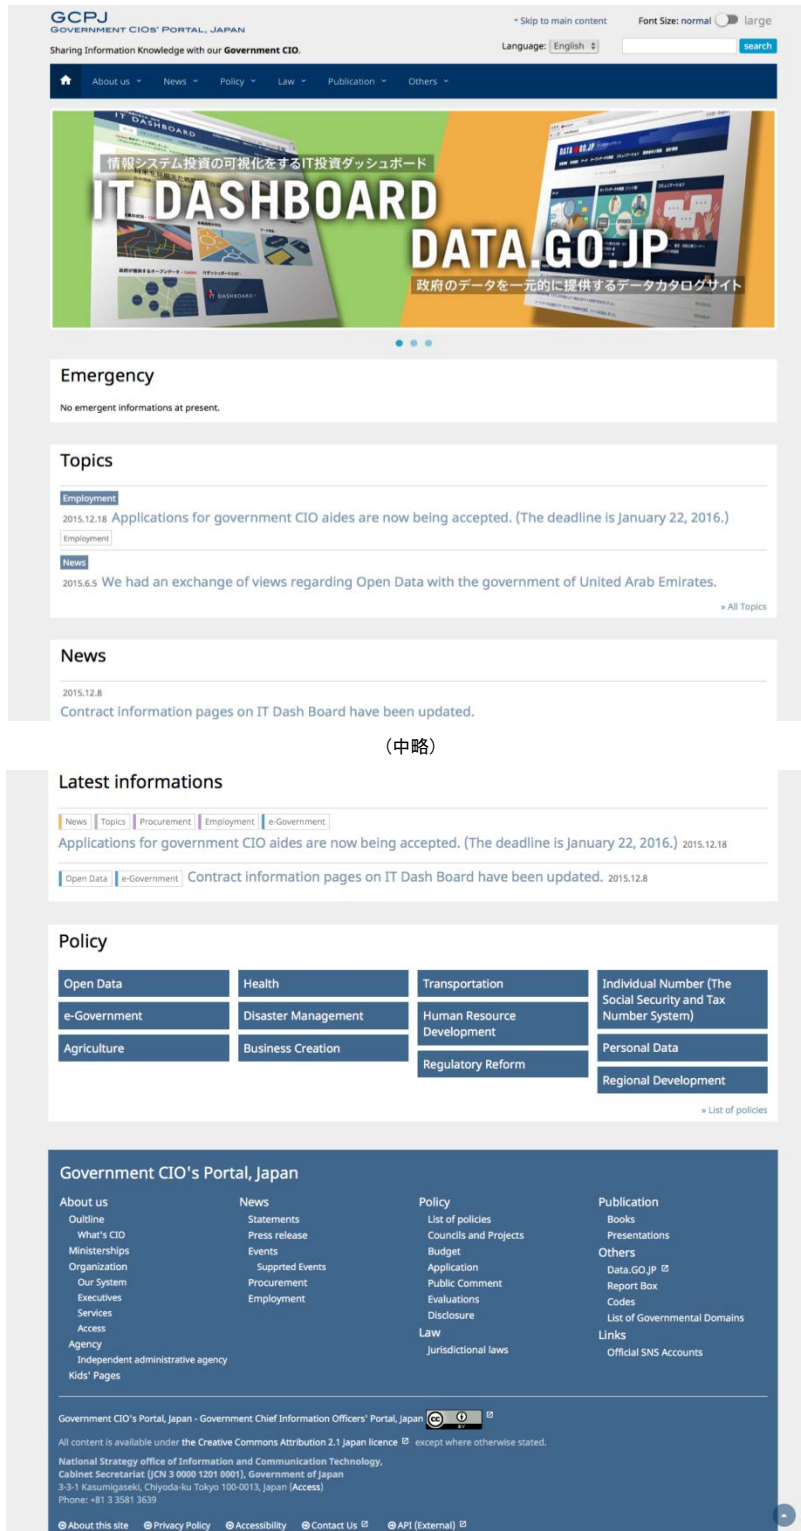 GCPJ
GOVERNMENT CIOS' PORTAL, JAPAN
Skip to main content
Font Size: normal large
Sharing Information Knowledge with our Government CIO.
Language: English
search
About us
News
Policy
Law
Publication
Others
IT DASHBOARD
情報システム投資の可視化をするIT投資ダッシュボード
IT DASHBOARD
DATA.GO.JP
DATA.GO.JP
政府のデータを一元的に提供するデータカタログサイト
Emergency
No emergent informations at present.
Topics
Employment
2015.12.18 Applications for government CIO aides are now being accepted. (The deadline is January 22, 2016.)
Employment
News
2015.6.5 We had an exchange of views regarding Open Data with the government of United Arab Emirates.
» All Topics
News
2015.12.8
Contract information pages on IT Dash Board have been updated.
（中略）
Latest informations
News Topics Procurement Employment e-Government
Applications for government CIO aides are now being accepted. (The deadline is January 22, 2016.) 2015.12.18
Open Data e-Government Contract information pages on IT Dash Board have been updated. 2015.12.8
Policy
Open Data
e-Government
Agriculture
Health
Disaster Management
Business Creation
Transportation
Human Resource
Development
Regulatory Reform
Individual Number (The
Social Security and Tax
Number System)
Personal Data
Regional Development
» List of policies
Government CIO's Portal, Japan
About us
Oultline
What's CIO
Ministerships
Organization
Our System
Executives
Services
Access
Agency
Independent administrative agency
Kids' Pages
News
Statements
Press release
Events
Supprted Events
Procurement
Employment
Policy
List of policies
Councils and Projects
Budget
Application
Public Comment
Evaluations
Disclosure
Law
Jurisdictional laws
Publication
Books
Presentations
Others
Data.GO.JP
Report Box
Codes
List of Governmental Domains
Links
Official SNS Accounts
Government CIO's Portal, Japan - Government Chief Information Officers' Portal, Japan cc BY
All content is available under the Creative Commons Attribution 2.1 Japan licence except where otherwise stated.
National Strategy office of Information and Communication Technology,
Cabinet Secretariat (JCN 3 0000 1201 0001), Government of Japan
3-3-1 Kasumigaseki, Chiyoda-ku Tokyo 100-0013, Japan (Access)
Phone: +81 3 3581 3639
About this site Privacy Policy Accessibility Contact Us API (External)